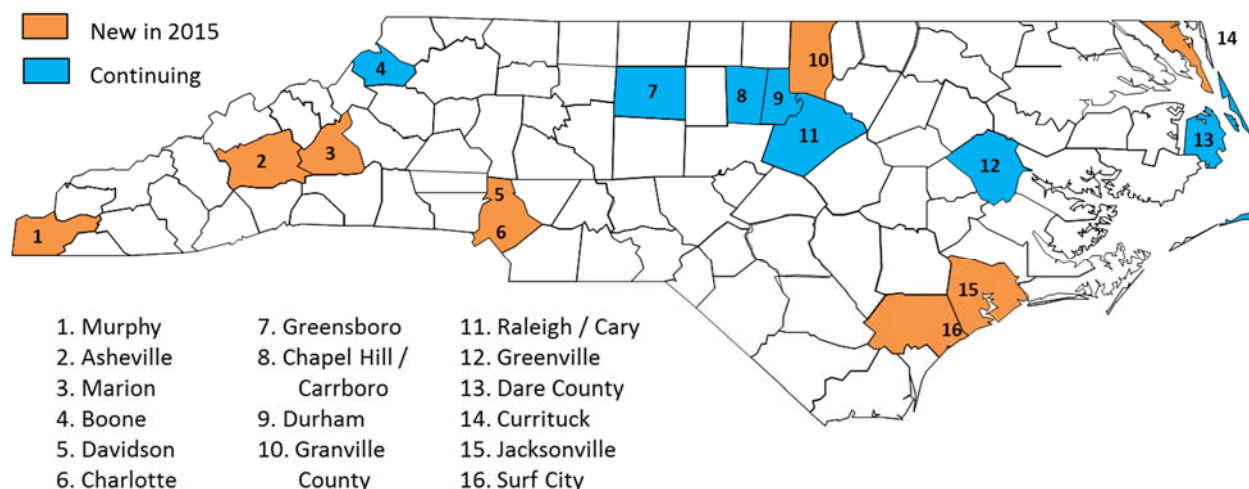 New in 2015
Continuing
14
10
4
7
8
9
11
13
3
2
12
5
1
6
15
16
1. Murphy
2. Asheville
3. Marion
4. Boone
5. Davidson
6. Charlotte
7. Greensboro
8. Chapel Hill /
Carrboro
9. Durham
10. Granville
County
11. Raleigh / Cary
12. Greenville
13. Dare County
14. Currituck
15. Jacksonville
16. Surf City